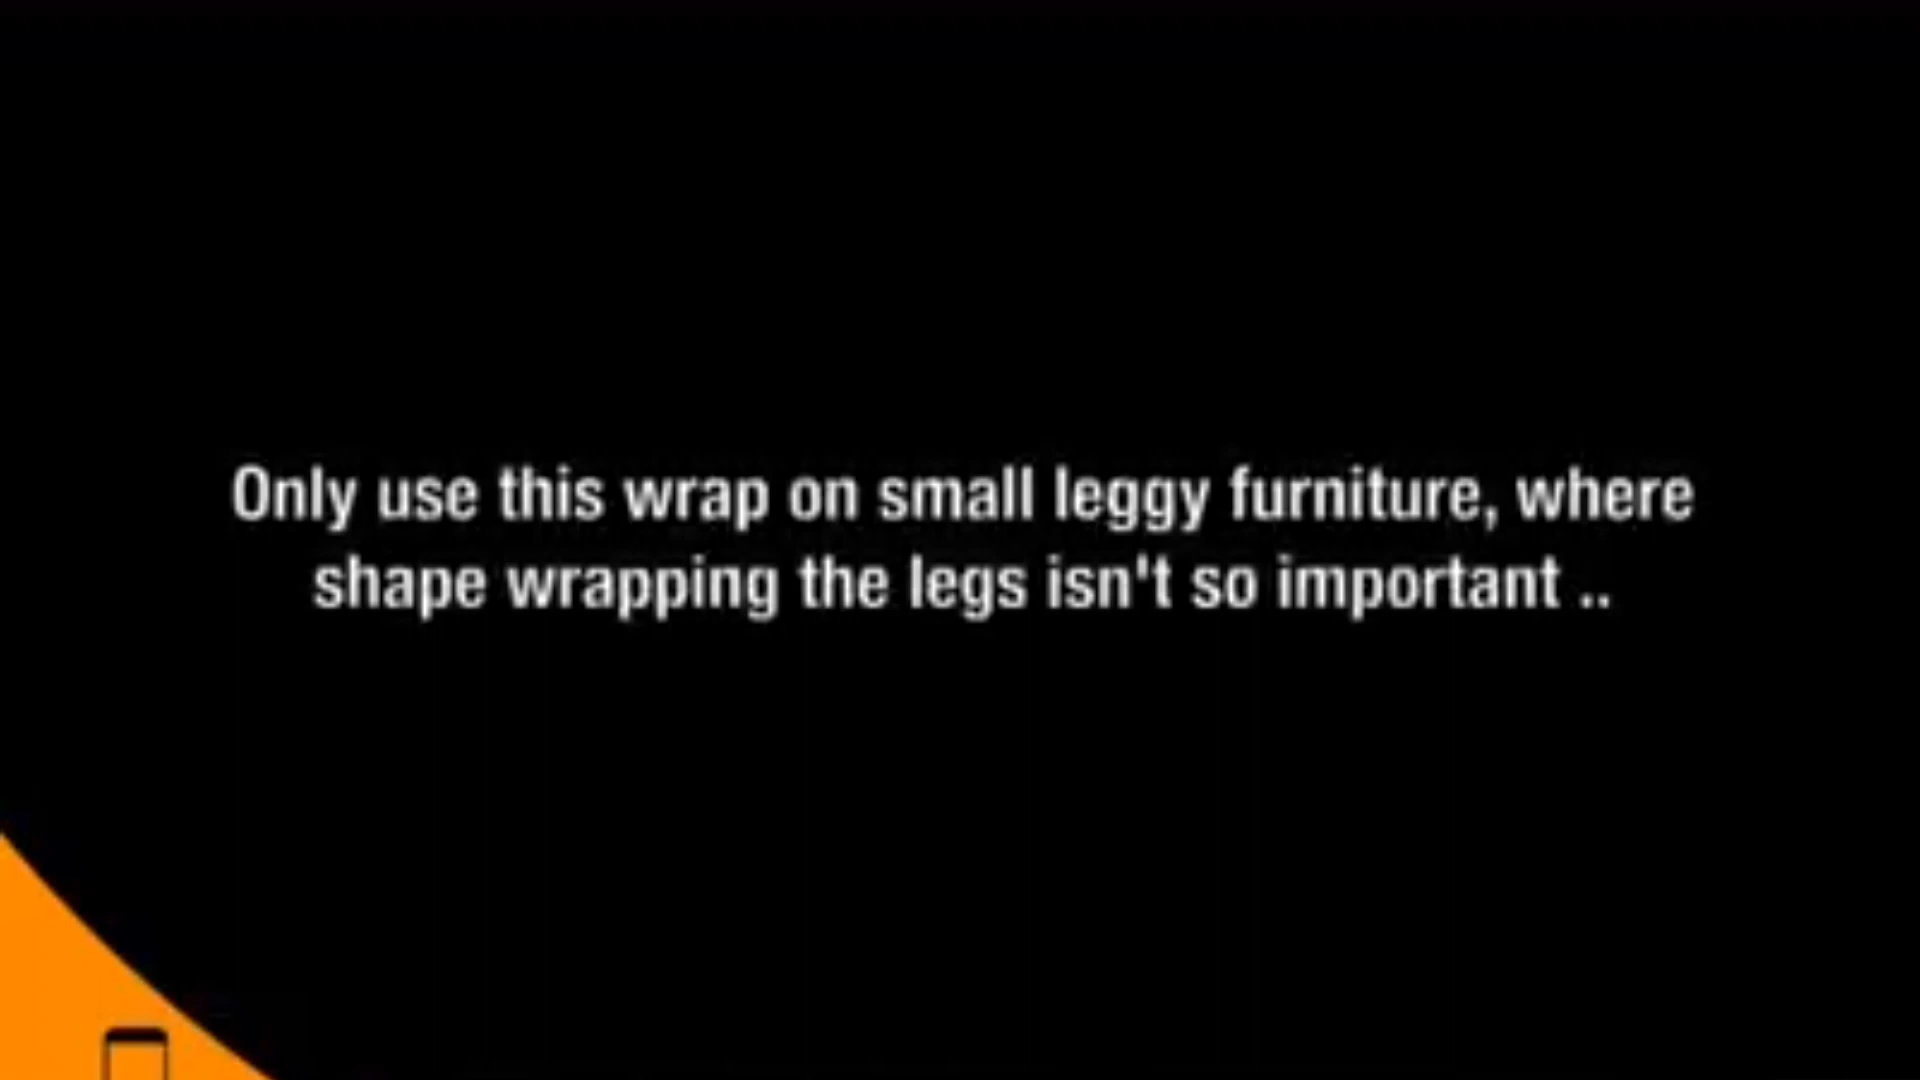 Only use this wrap on small leggy furniture, where
shape wrapping the legs isn't so important ..